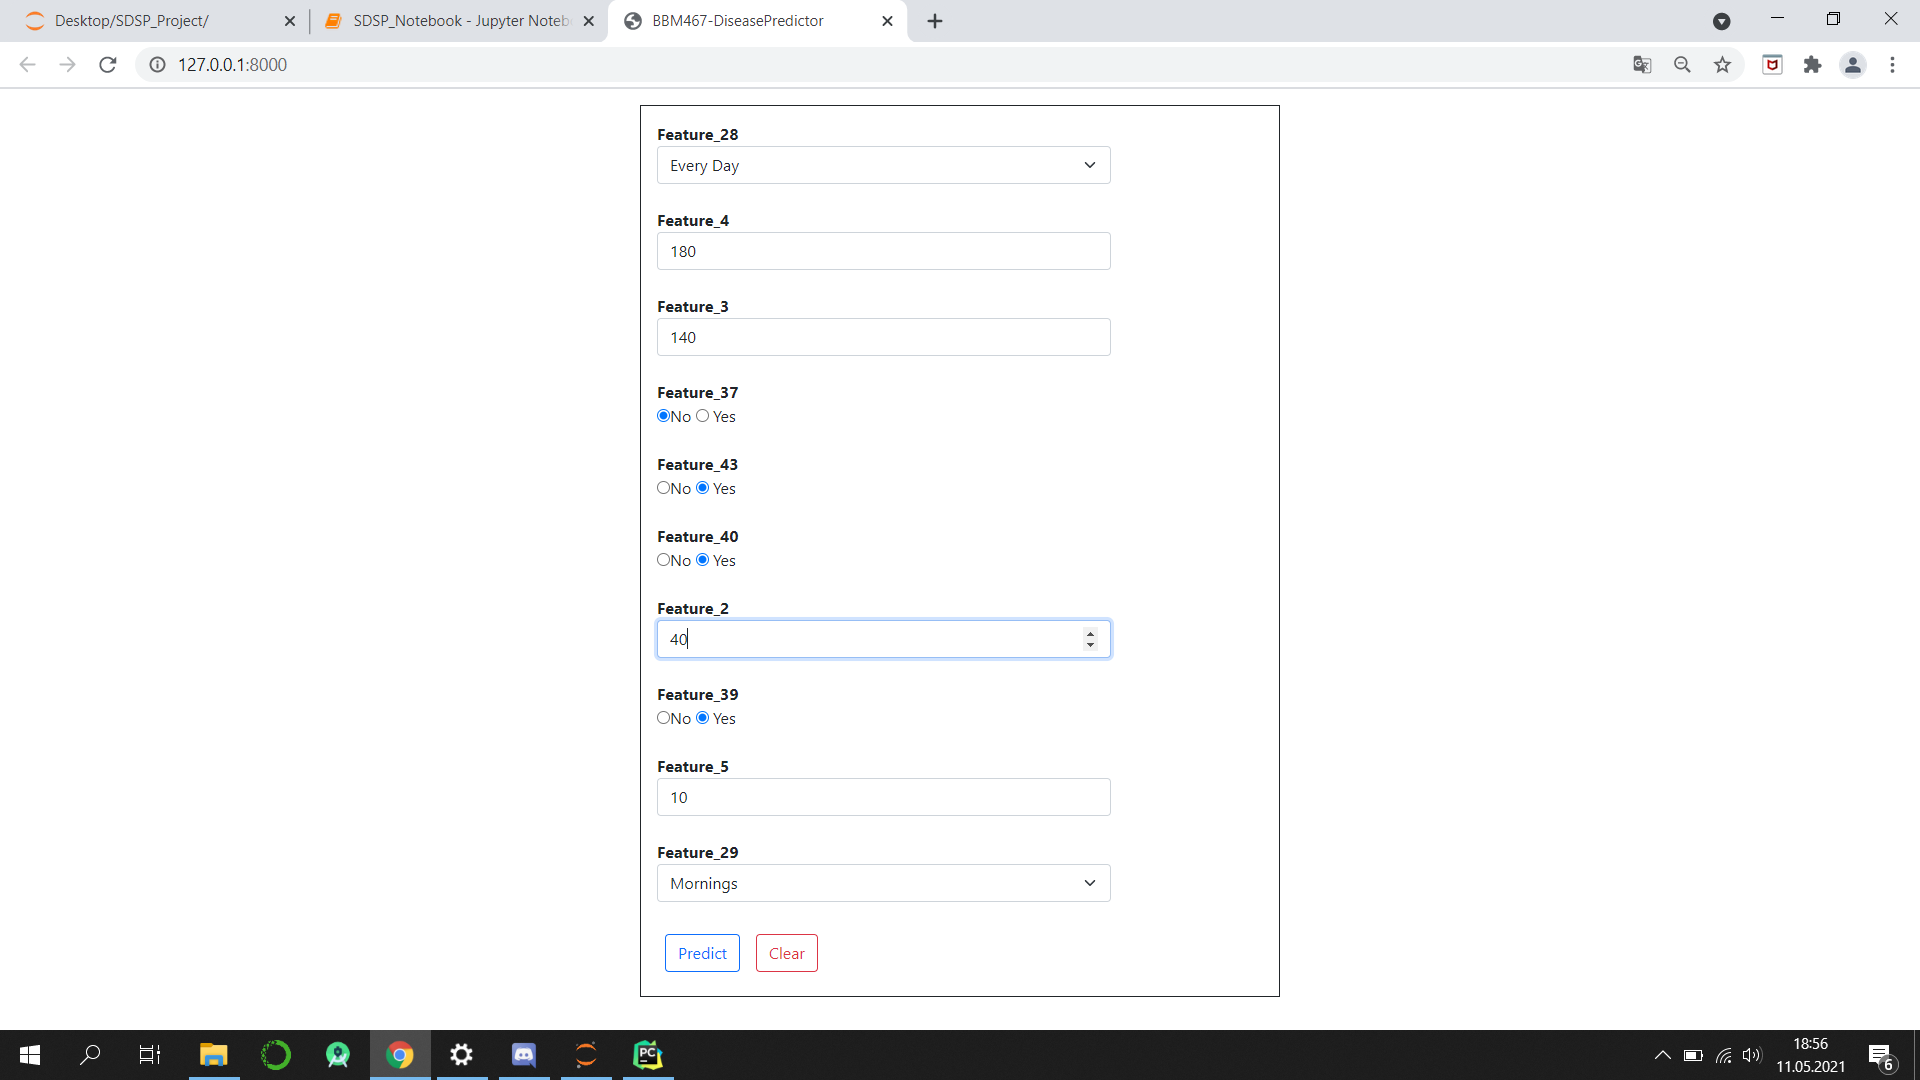 Desktop/SDSP_Project/
SDSP_Notebook - Jupyter Noteb
BBM467-DiseasePredictor
127.0.0.1:8000
Feature_28
Every Day
Feature_4
180
Feature_3
140
Feature_37
No Yes
Feature_43
No Yes
Feature_40
No Yes
Feature_2
40
Feature_39
No Yes
Feature_5
10
Feature_29
Mornings
Predict Clear
PC
18:56
11.05.2021
6